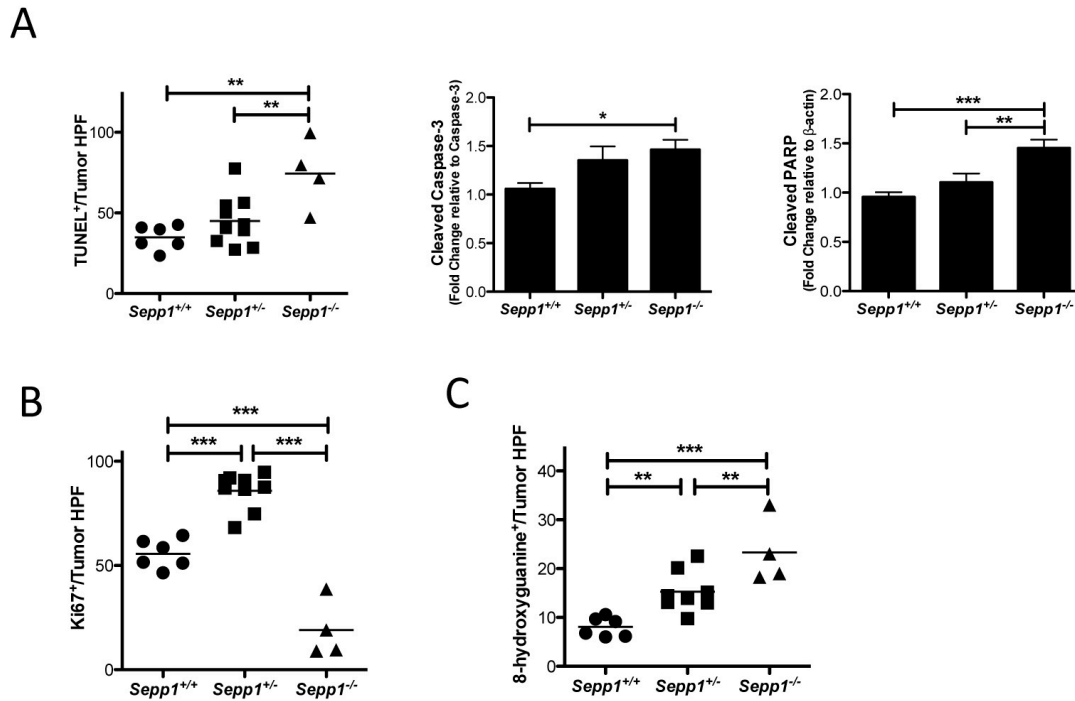 A
TUNEL⁺/Tumor HPF
100
50
0
**
**
Sepp1⁺/⁺
Sepp1⁺/⁻
Sepp1⁻/⁻
Cleaved Caspase-3
(Fold Change relative to Caspase-3)
2.0
1.5
1.0
0.5
0.0
*
Sepp1⁺/⁺
Sepp1⁺/⁻
Sepp1⁻/⁻
Cleaved PARP
(Fold Change relative to β-actin)
2.0
1.5
1.0
0.5
0.0
***
**
Sepp1⁺/⁺
Sepp1⁺/⁻
Sepp1⁻/⁻
B
Ki67⁺/Tumor HPF
100
50
0
***
*** ***
Sepp1⁺/⁺
Sepp1⁺/⁻
Sepp1⁻/⁻
C
8-hydroxyguanine⁺/Tumor HPF
40
30
20
10
0
***
** **
Sepp1⁺/⁺
Sepp1⁺/⁻
Sepp1⁻/⁻